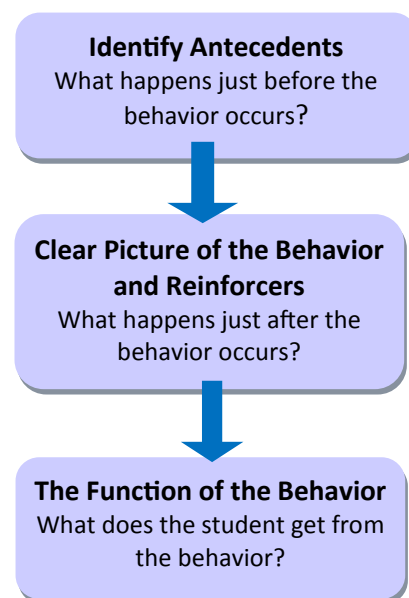 Identify Antecedents
What happens just before the
behavior occurs?
Clear Picture of the Behavior
and Reinforcers
What happens just after the
behavior occurs?
The Function of the Behavior
What does the student get from
the behavior?